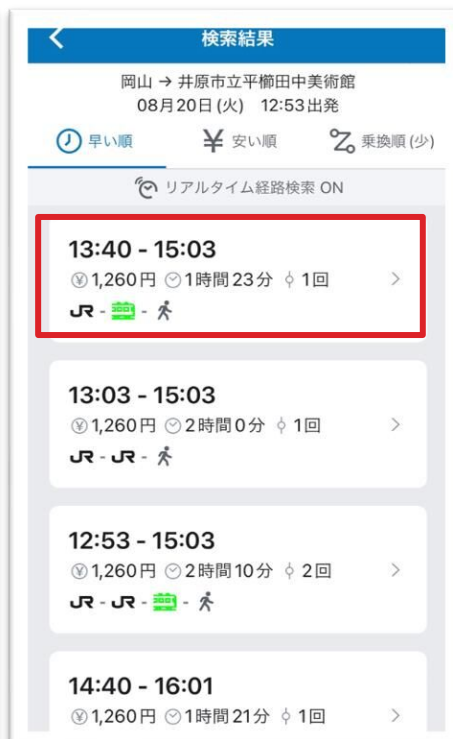 検索結果
岡山 → 井原市立平櫛田中美術館
08月20日(火) 12:53出発
早い順 ¥ 安い順 乗換順(少)
リアルタイム経路検索 ON
13:40 - 15:03
¥1,260円 1時間23分 1回
JR - - 
13:03 - 15:03
¥1,260円 2時間0分 1回
JR - JR - 
12:53 - 15:03
¥1,260円 2時間10分 2回
JR - JR - - 
14:40 - 16:01
¥1,260円 1時間21分 1回